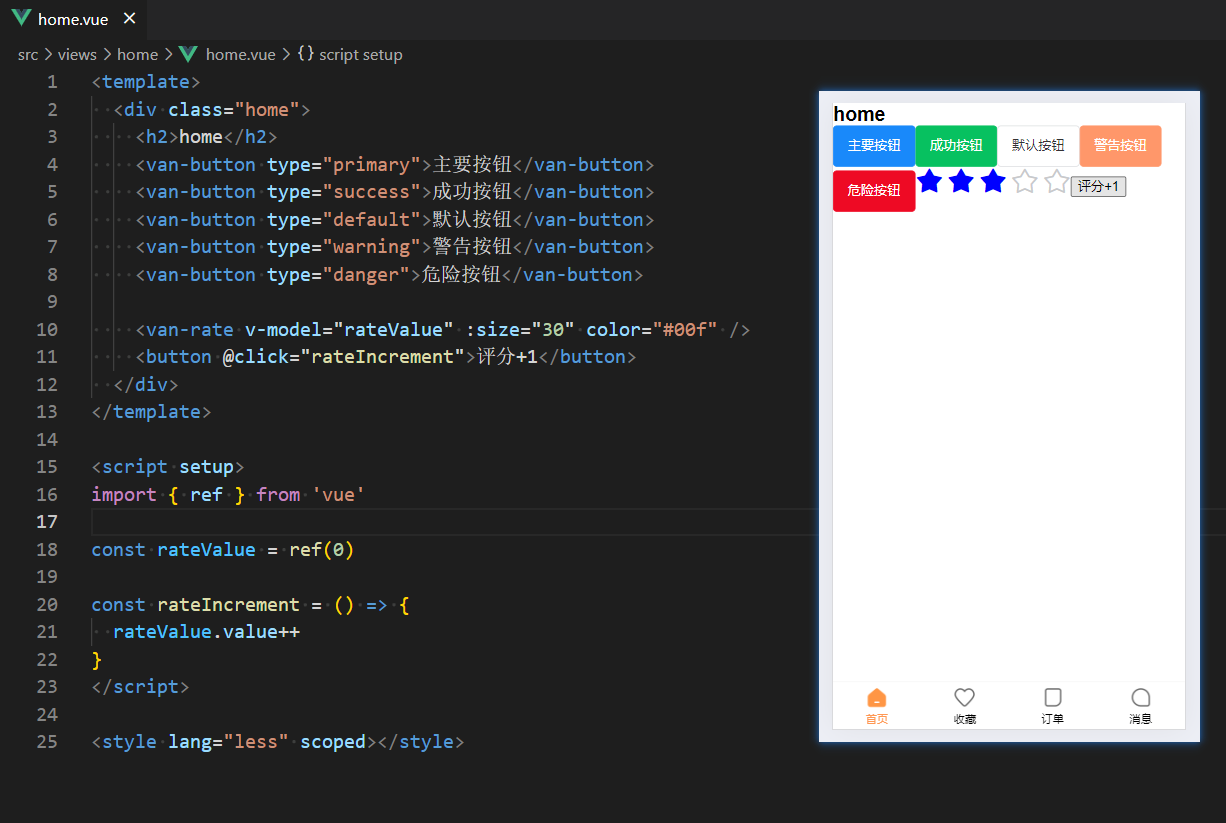 home.vue ×
src > views > home > home.vue > {} script setup
1 <template>
2 <div class="home">
3 <h2>home</h2>
4 <van-button type="primary">主要按钮</van-button>
5 <van-button type="success">成功按钮</van-button>
6 <van-button type="default">默认按钮</van-button>
7 <van-button type="warning">警告按钮</van-button>
8 <van-button type="danger">危险按钮</van-button>
9
10 <van-rate v-model="rateValue" :size="30" color="#00f" />
11 <button @click="rateIncrement">评分+1</button>
12 </div>
13 </template>
14
15 <script setup>
16 import { ref } from 'vue'
17
18 const rateValue = ref(0)
19
20 const rateIncrement = () => {
21 rateValue.value++
22 }
23 </script>
24
25 <style lang="less" scoped></style>
home
主要按钮 成功按钮 默认按钮 警告按钮
危险按钮 评分+1
首页 收藏 订单 消息